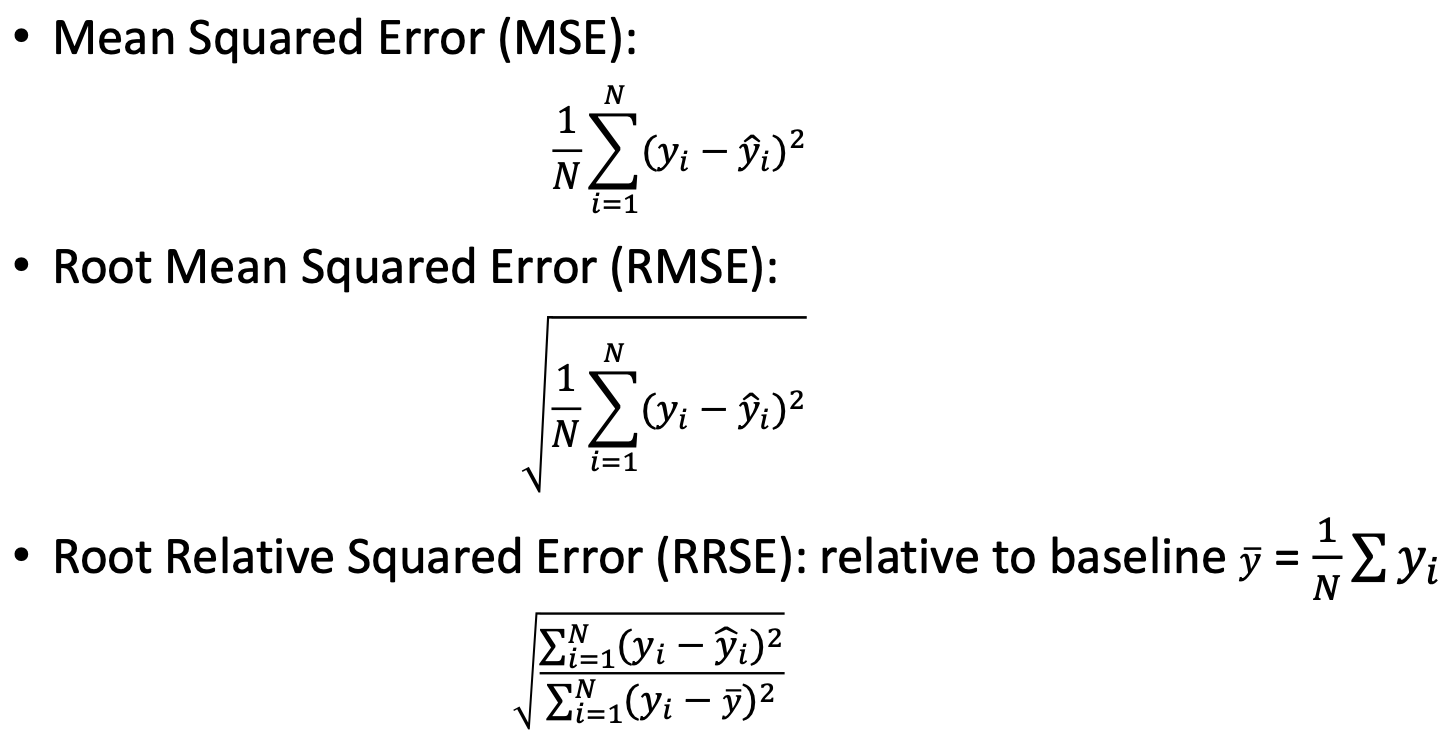 • Mean Squared Error (MSE):
$\frac{1}{N}\sum_{i=1}^{N}(y_i - \hat{y}_i)^2$
• Root Mean Squared Error (RMSE):
$\sqrt{\frac{1}{N}\sum_{i=1}^{N}(y_i - \hat{y}_i)^2}$
• Root Relative Squared Error (RRSE): relative to baseline $\bar{y} = \frac{1}{N}\sum y_i$
$\sqrt{\frac{\sum_{i=1}^{N}(y_i - \hat{y}_i)^2}{\sum_{i=1}^{N}(y_i - \bar{y})^2}}$